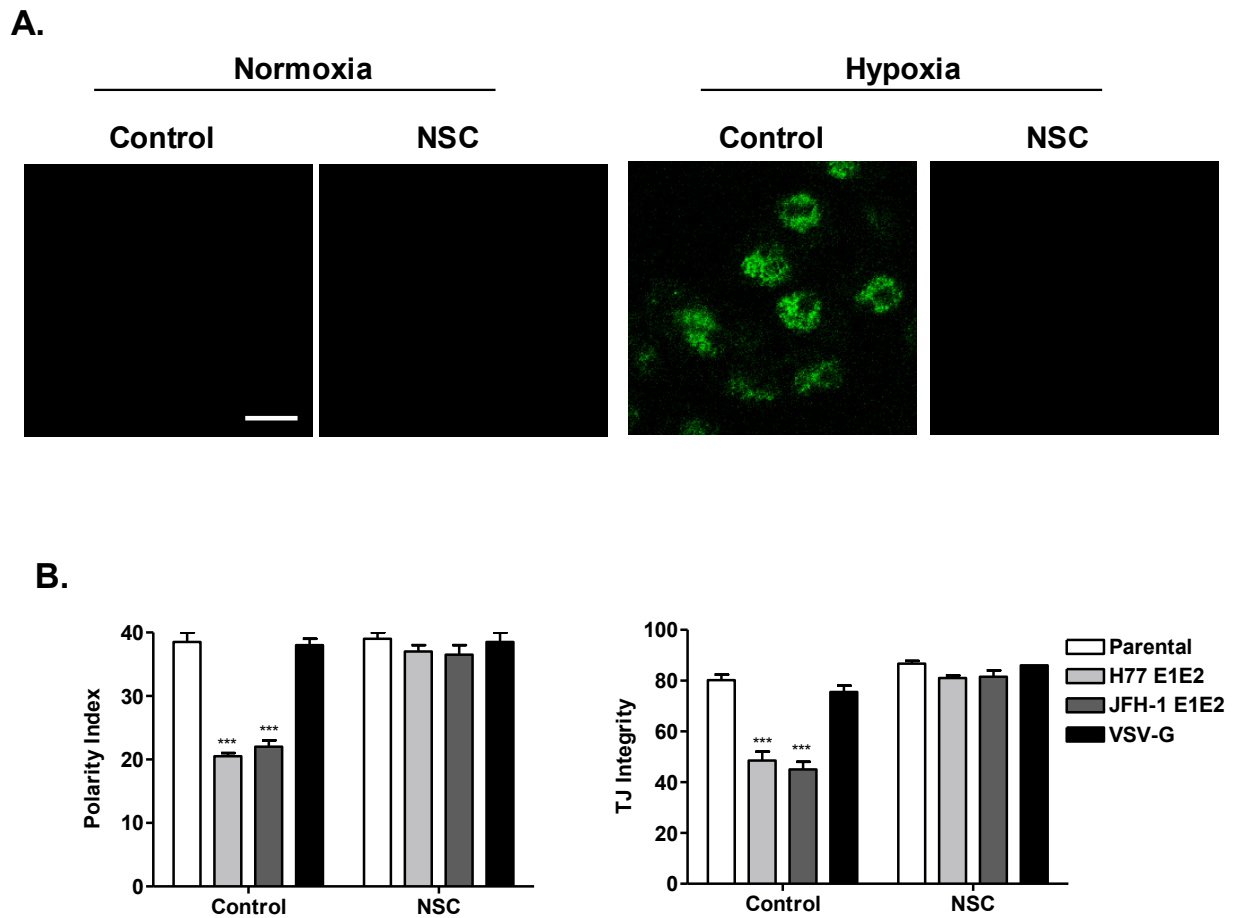 A.
Normoxia Hypoxia
Control NSC Control NSC
B.
Polarity Index
40
30
20
10
0
*** ***
Control NSC
TJ Integrity
100
80
60
40
20
0
*** ***
Control NSC
Parental
H77 E1E2
JFH-1 E1E2
VSV-G